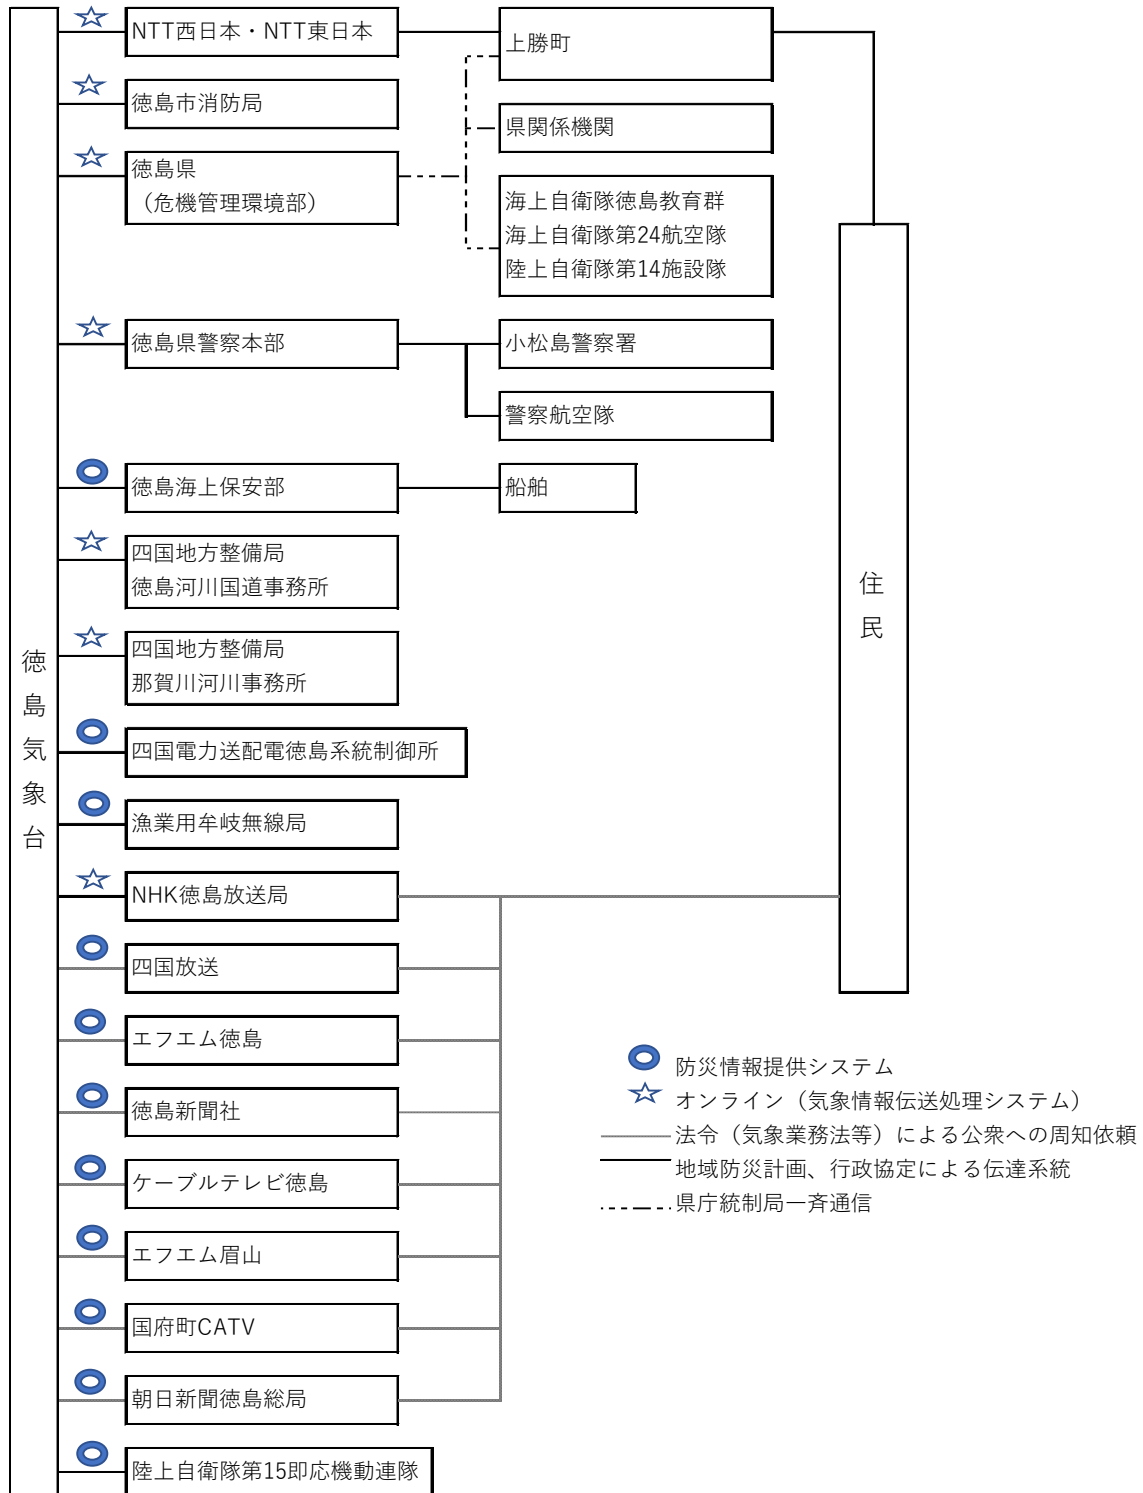 徳島気象台
NTT西日本・NTT東日本
徳島市消防局
徳島県
（危機管理環境部）
徳島県警察本部
徳島海上保安部
四国地方整備局
徳島河川国道事務所
四国地方整備局
那賀川河川事務所
四国電力送配電徳島系統制御所
漁業用牟岐無線局
NHK徳島放送局
四国放送
エフエム徳島
徳島新聞社
ケーブルテレビ徳島
エフエム眉山
国府町CATV
朝日新聞徳島総局
陸上自衛隊第15即応機動連隊
上勝町
県関係機関
海上自衛隊徳島教育群
海上自衛隊第24航空隊
陸上自衛隊第14施設隊
小松島警察署
警察航空隊
船舶
住民
防災情報提供システム
オンライン（気象情報伝送処理システム）
法令（気象業務法等）による公衆への周知依頼
地域防災計画、行政協定による伝達系統
県庁統制局一斉通信